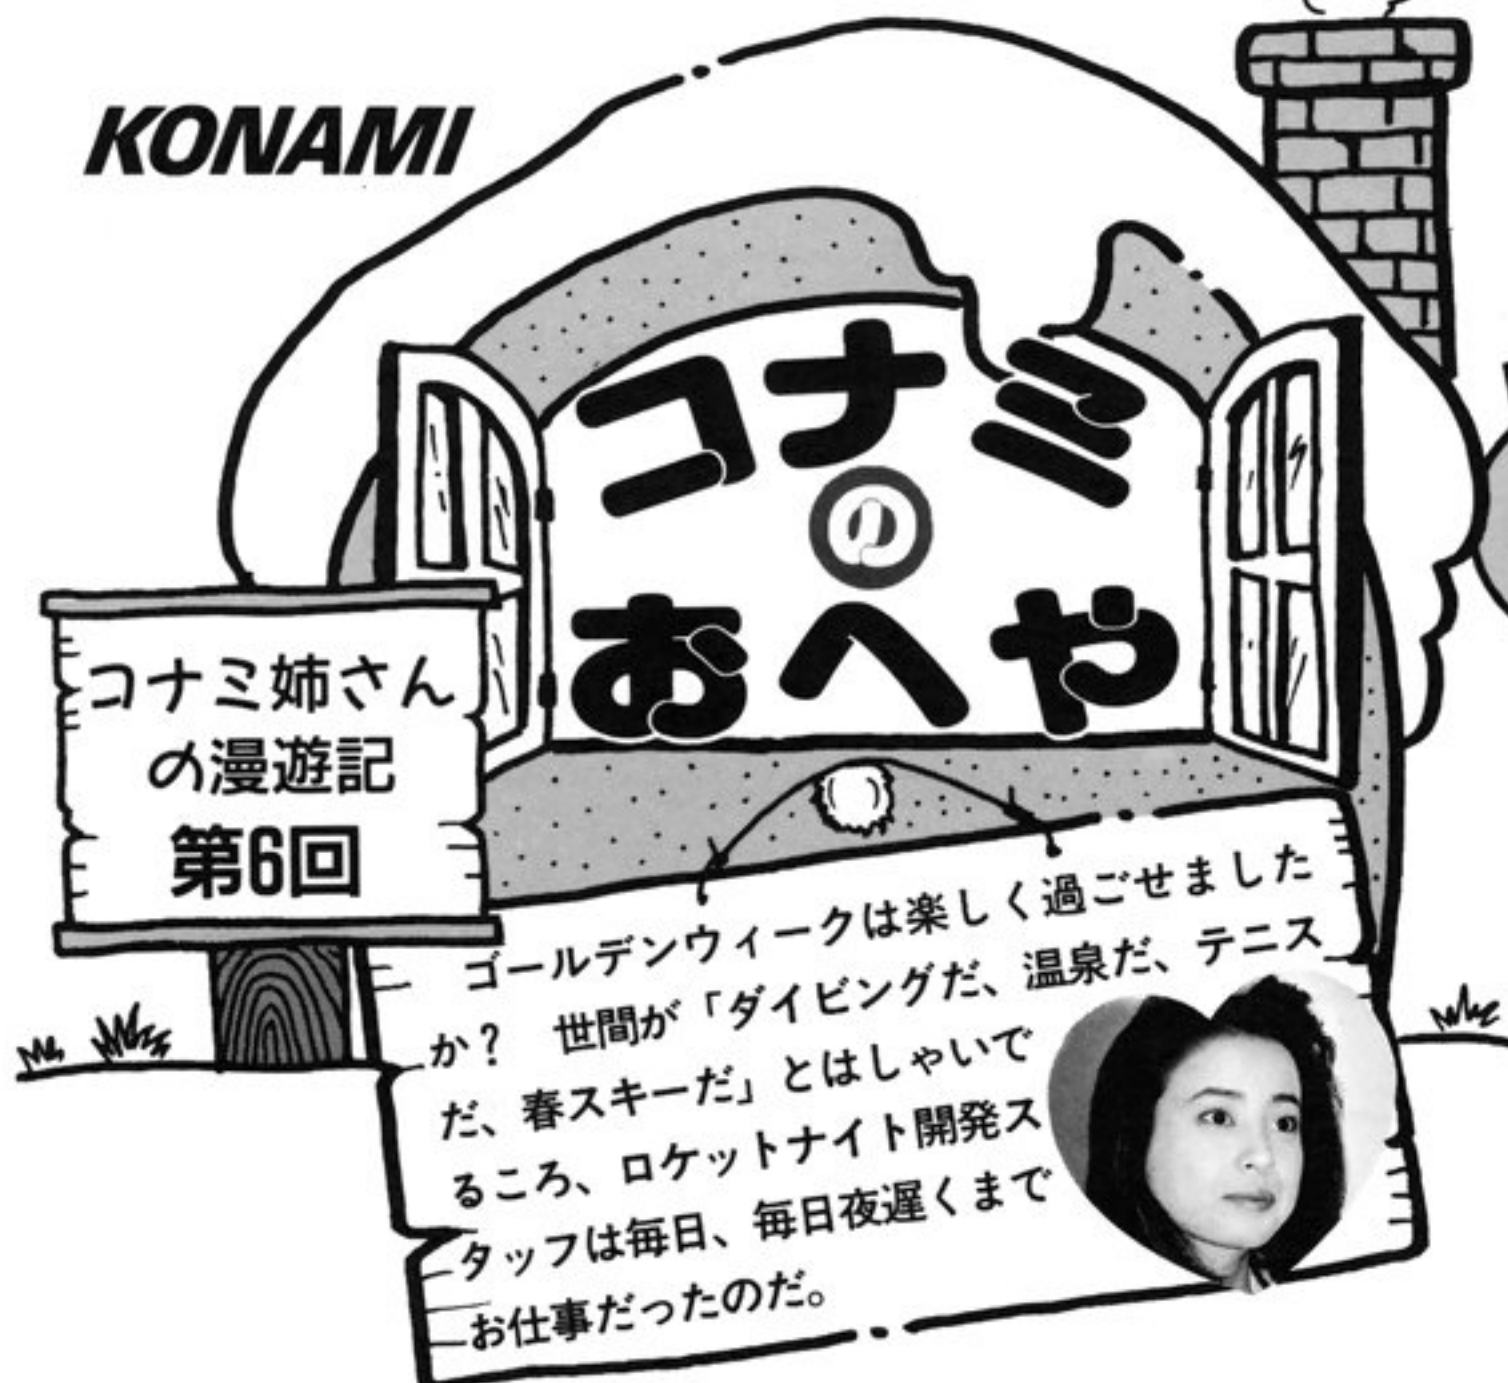 KONAMI
コナミ
の
おへや
コナミ姉さん
の漫遊記
第6回
ゴールデンウィークは楽しく過ごせました
か？　世間が「ダイビングだ、温泉だ、テニス
だ、春スキーだ」とはしゃいで
るころ、ロケットナイト開発ス
タッフは毎日、毎日夜遅くまで
お仕事だったのだ。